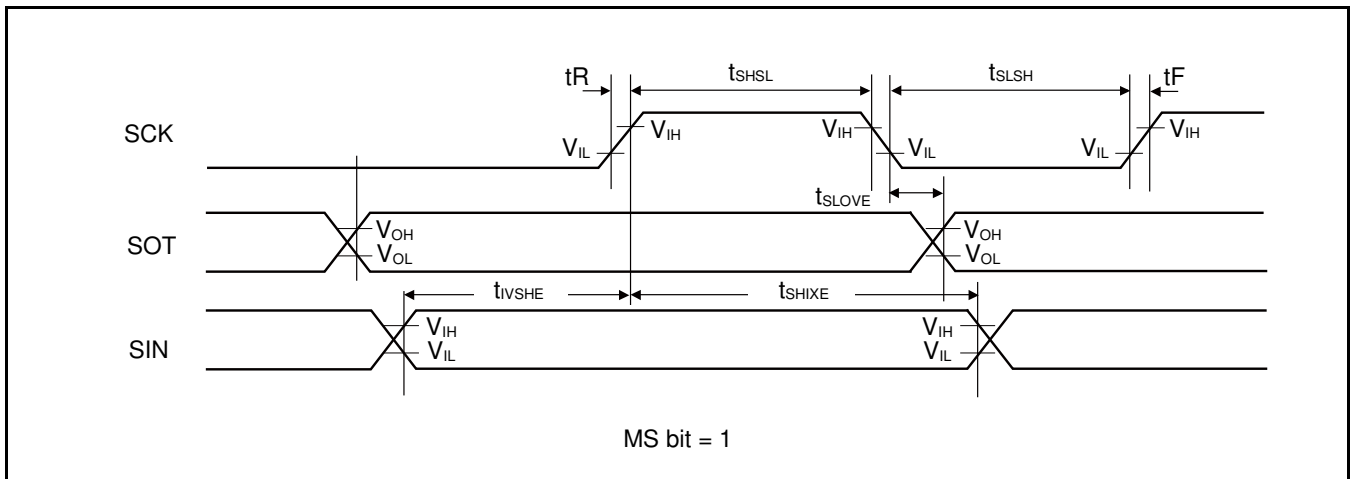 tR tSHSL tSLSH tF
SCK VIL VIH VIH VIL VIL VIH
tSLOVE
SOT VOH VOL VOH VOL
tIVSHE tSHIXE
SIN VIH VIL VIH VIL
MS bit = 1